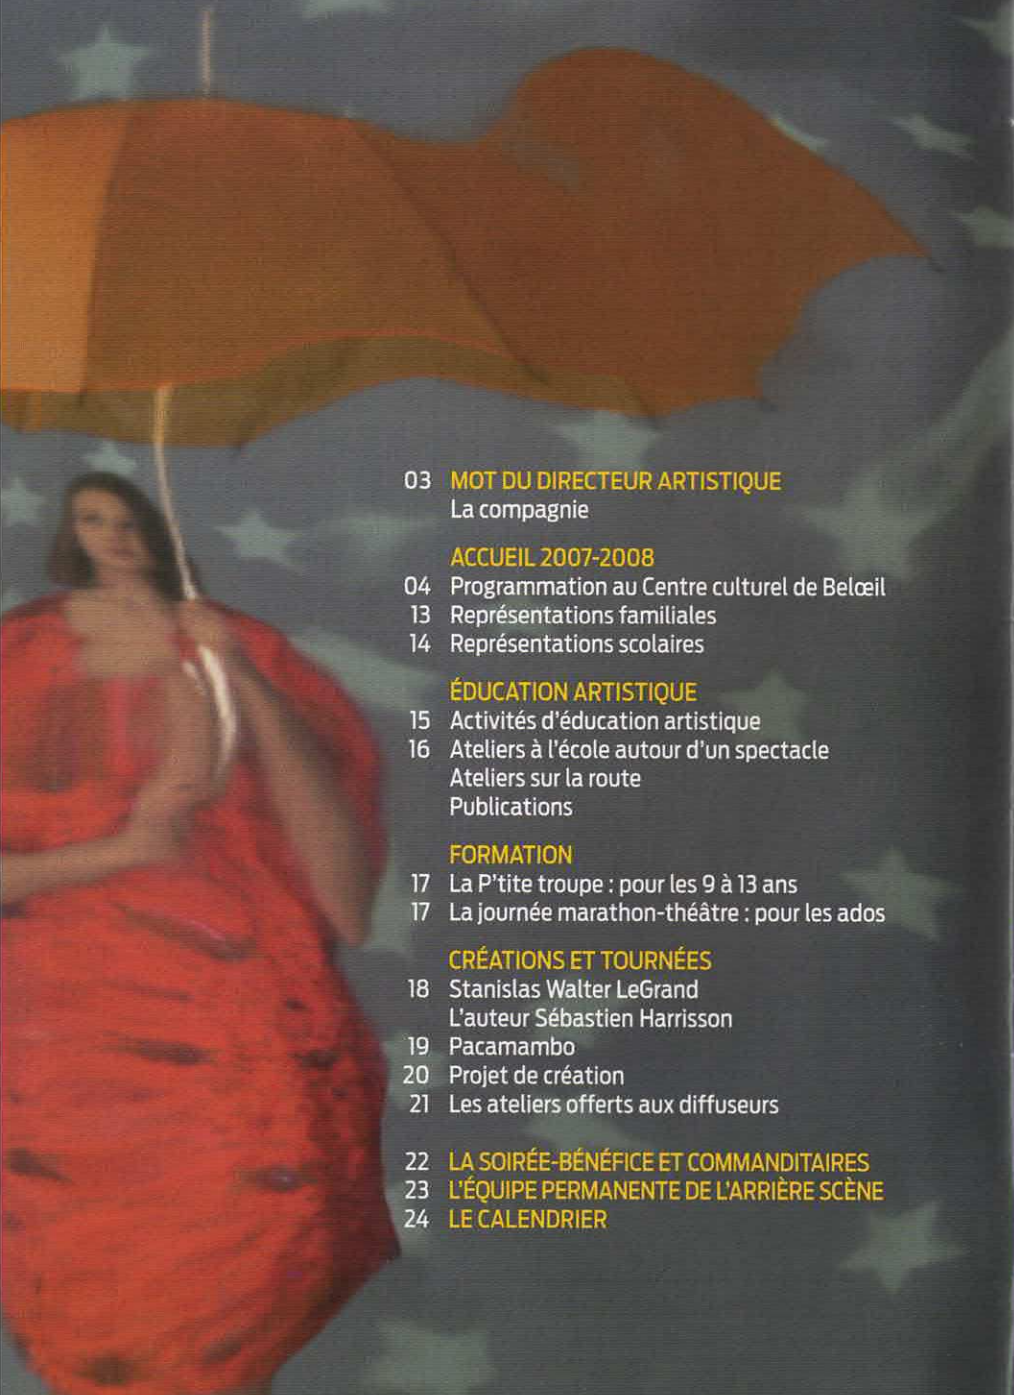 03 MOT DU DIRECTEUR ARTISTIQUE
La compagnie
ACCUEIL 2007-2008
04 Programmation au Centre culturel de Belœil
13 Représentations familiales
14 Représentations scolaires
ÉDUCATION ARTISTIQUE
15 Activités d'éducation artistique
16 Ateliers à l'école autour d'un spectacle
Ateliers sur la route
Publications
FORMATION
17 La P'tite troupe : pour les 9 à 13 ans
17 La journée marathon-théâtre : pour les ados
CRÉATIONS ET TOURNÉES
18 Stanislas Walter LeGrand
L'auteur Sébastien Harrisson
19 Pacamambo
20 Projet de création
21 Les ateliers offerts aux diffuseurs
22 LA SOIRÉE-BÉNÉFICE ET COMMANDITAIRES
23 L'ÉQUIPE PERMANENTE DE L'ARRIÈRE SCÈNE
24 LE CALENDRIER